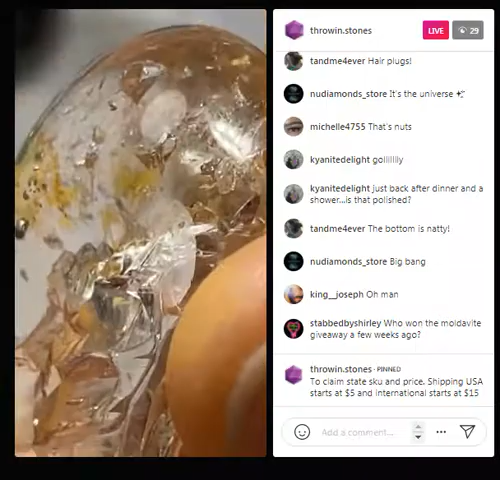 throwin.stones LIVE 29
tandme4ever Hair plugs!
nudiamonds_store It's the universe ✨
michelle4755 That's nuts
kyanitedelight golllllly
kyanitedelight just back after dinner and a
shower...is that polished?
tandme4ever The bottom is natty!
nudiamonds_store Big bang
king__joseph Oh man
stabbedbyshirley Who won the moldavite
giveaway a few weeks ago?
throwin.stones · PINNED
To claim state sku and price. Shipping USA
starts at $5 and international starts at $15
Add a comment...